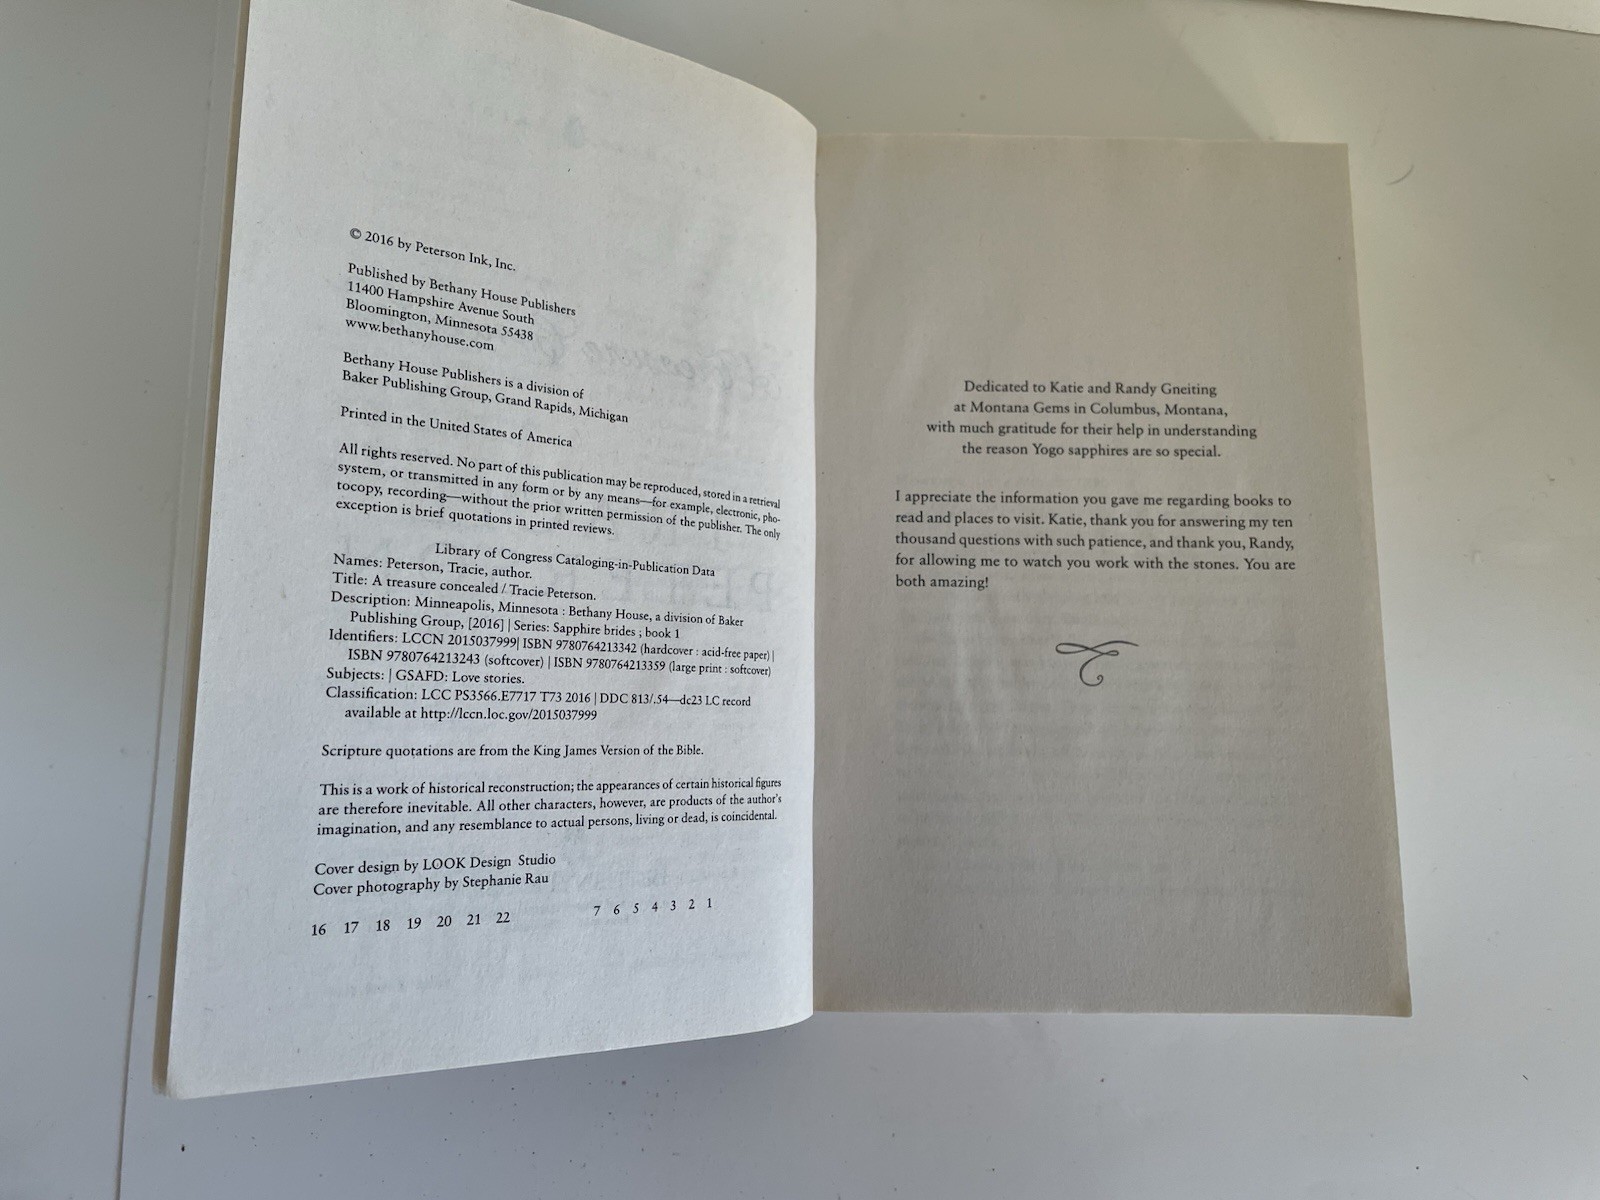 © 2016 by Peterson Ink, Inc.
Published by Bethany House Publishers
11400 Hampshire Avenue South
Bloomington, Minnesota 55438
www.bethanyhouse.com
Bethany House Publishers is a division of
Baker Publishing Group, Grand Rapids, Michigan
Printed in the United States of America
All rights reserved. No part of this publication may be reproduced, stored in a retrieval
system, or transmitted in any form or by any means—for example, electronic, pho-
tocopy, recording—without the prior written permission of the publisher. The only
exception is brief quotations in printed reviews.
Library of Congress Cataloging-in-Publication Data
Names: Peterson, Tracie, author.
Title: A treasure concealed / Tracie Peterson.
Description: Minneapolis, Minnesota : Bethany House, a division of Baker
Publishing Group, [2016] | Series: Sapphire brides ; book 1
Identifiers: LCCN 2015037999| ISBN 9780764213342 (hardcover : acid-free paper) |
ISBN 9780764213243 (softcover) | ISBN 9780764213359 (large print : softcover)
Subjects: | GSAFD: Love stories.
Classification: LCC PS3566.E7717 T73 2016 | DDC 813/.54—dc23 LC record
available at http://lccn.loc.gov/2015037999
Scripture quotations are from the King James Version of the Bible.
This is a work of historical reconstruction; the appearances of certain historical figures
are therefore inevitable. All other characters, however, are products of the author's
imagination, and any resemblance to actual persons, living or dead, is coincidental.
Cover design by LOOK Design Studio
Cover photography by Stephanie Rau
16 17 18 19 20 21 22 7 6 5 4 3 2 1
Dedicated to Katie and Randy Gneiting
at Montana Gems in Columbus, Montana,
with much gratitude for their help in understanding
the reason Yogo sapphires are so special.
I appreciate the information you gave me regarding books to
read and places to visit. Katie, thank you for answering my ten
thousand questions with such patience, and thank you, Randy,
for allowing me to watch you work with the stones. You are
both amazing!